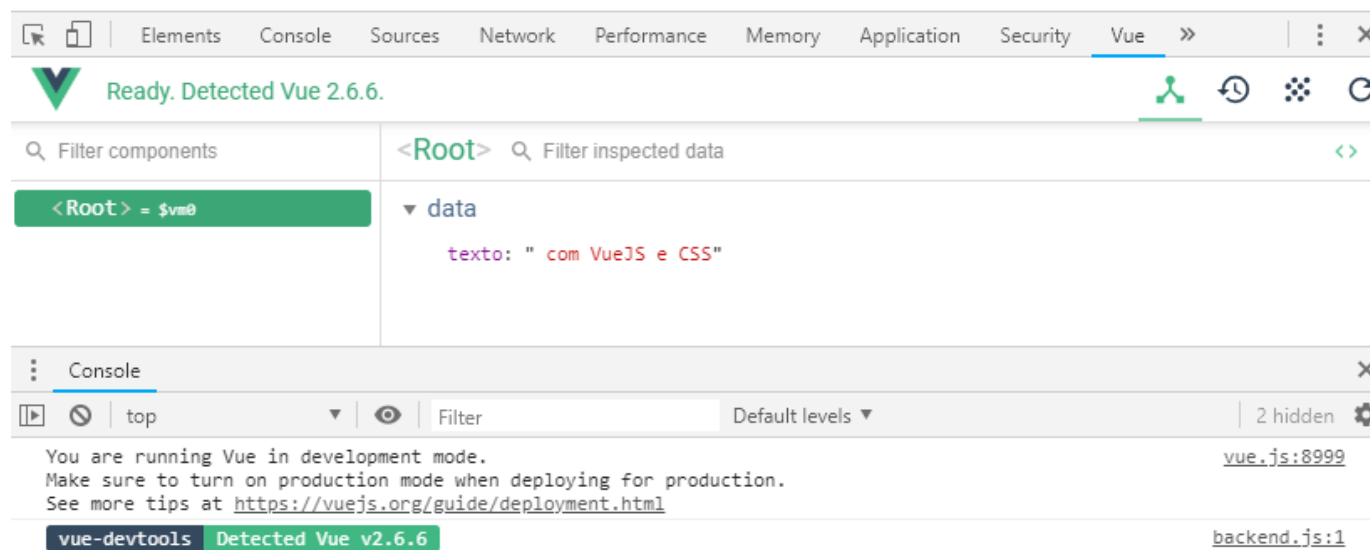 Elements Console Sources Network Performance Memory Application Security Vue »
Ready. Detected Vue 2.6.6.
Filter components
<Root> Filter inspected data
<Root> = $vm0
data
texto: " com VueJS e CSS"
Console
top Filter Default levels 2 hidden
You are running Vue in development mode. vue.js:8999
Make sure to turn on production mode when deploying for production.
See more tips at https://vuejs.org/guide/deployment.html
vue-devtools Detected Vue v2.6.6 backend.js:1